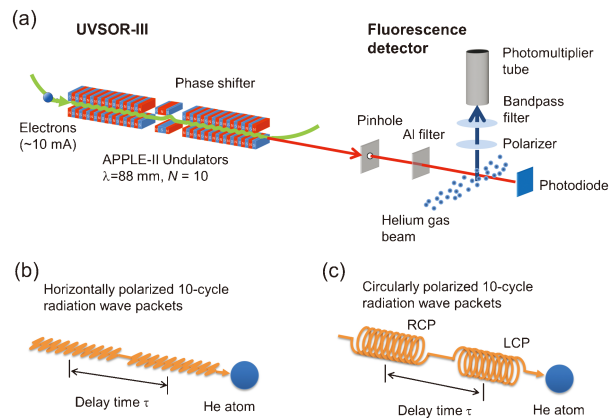 (a)
UVSOR-III
Fluorescence
detector
Phase shifter
Photomultiplier
tube
Bandpass
filter
Pinhole
Al filter
Polarizer
Electrons
(~10 mA)
APPLE-II Undulators
λ=88 mm, N = 10
Photodiode
Helium gas
beam
(b)
Horizontally polarized 10-cycle
radiation wave packets
Delay time τ
He atom
(c)
Circularly polarized 10-cycle
radiation wave packets
RCP
LCP
Delay time τ
He atom